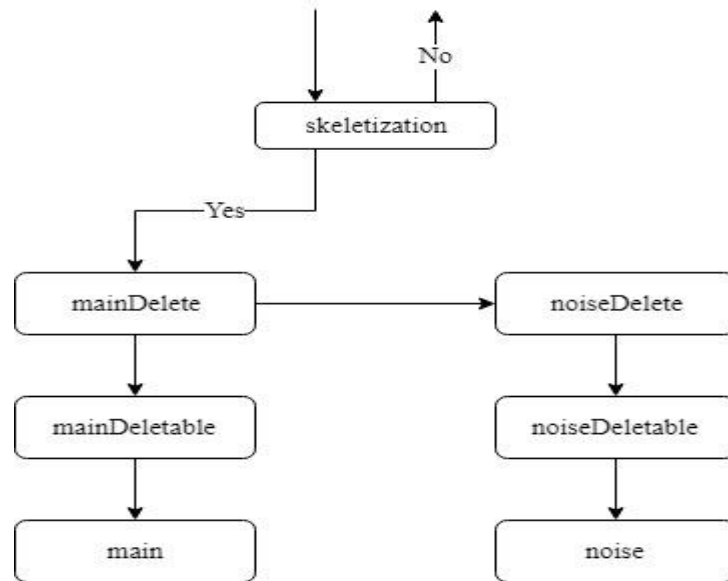 No
skeletization
Yes
mainDelete
noiseDelete
mainDeletable
noiseDeletable
main
noise